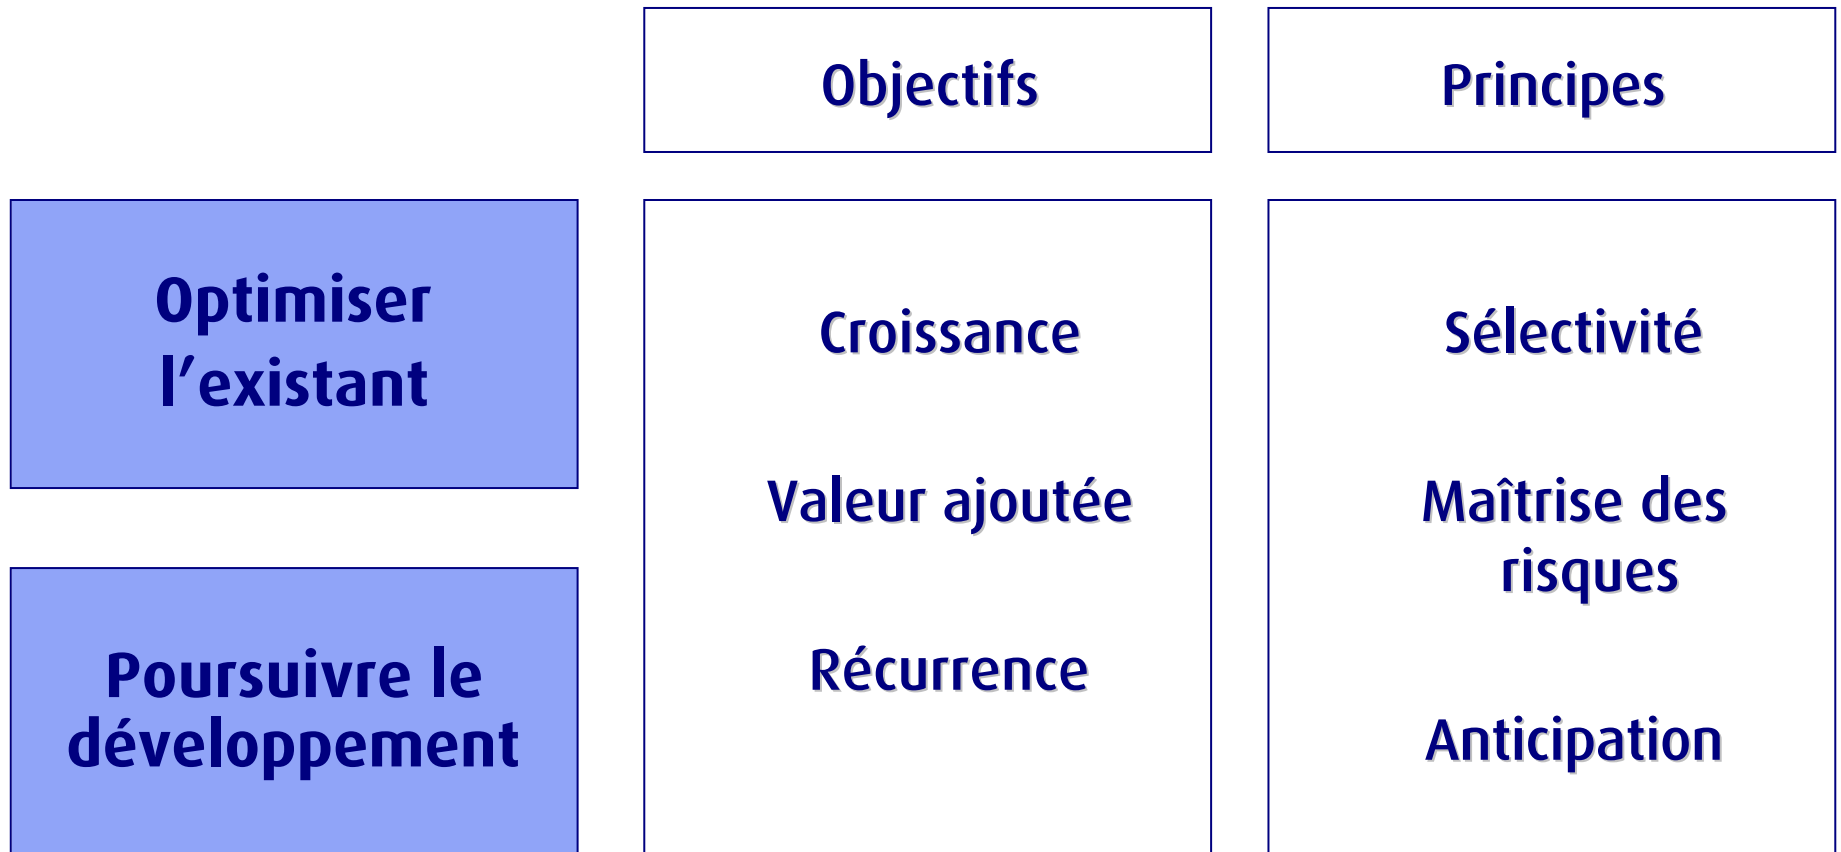 Objectifs
Principes
Optimiser
l’existant
Poursuivre le
développement
Croissance
Valeur ajoutée
Récurrence
Sélectivité
Maîtrise des
risques
Anticipation